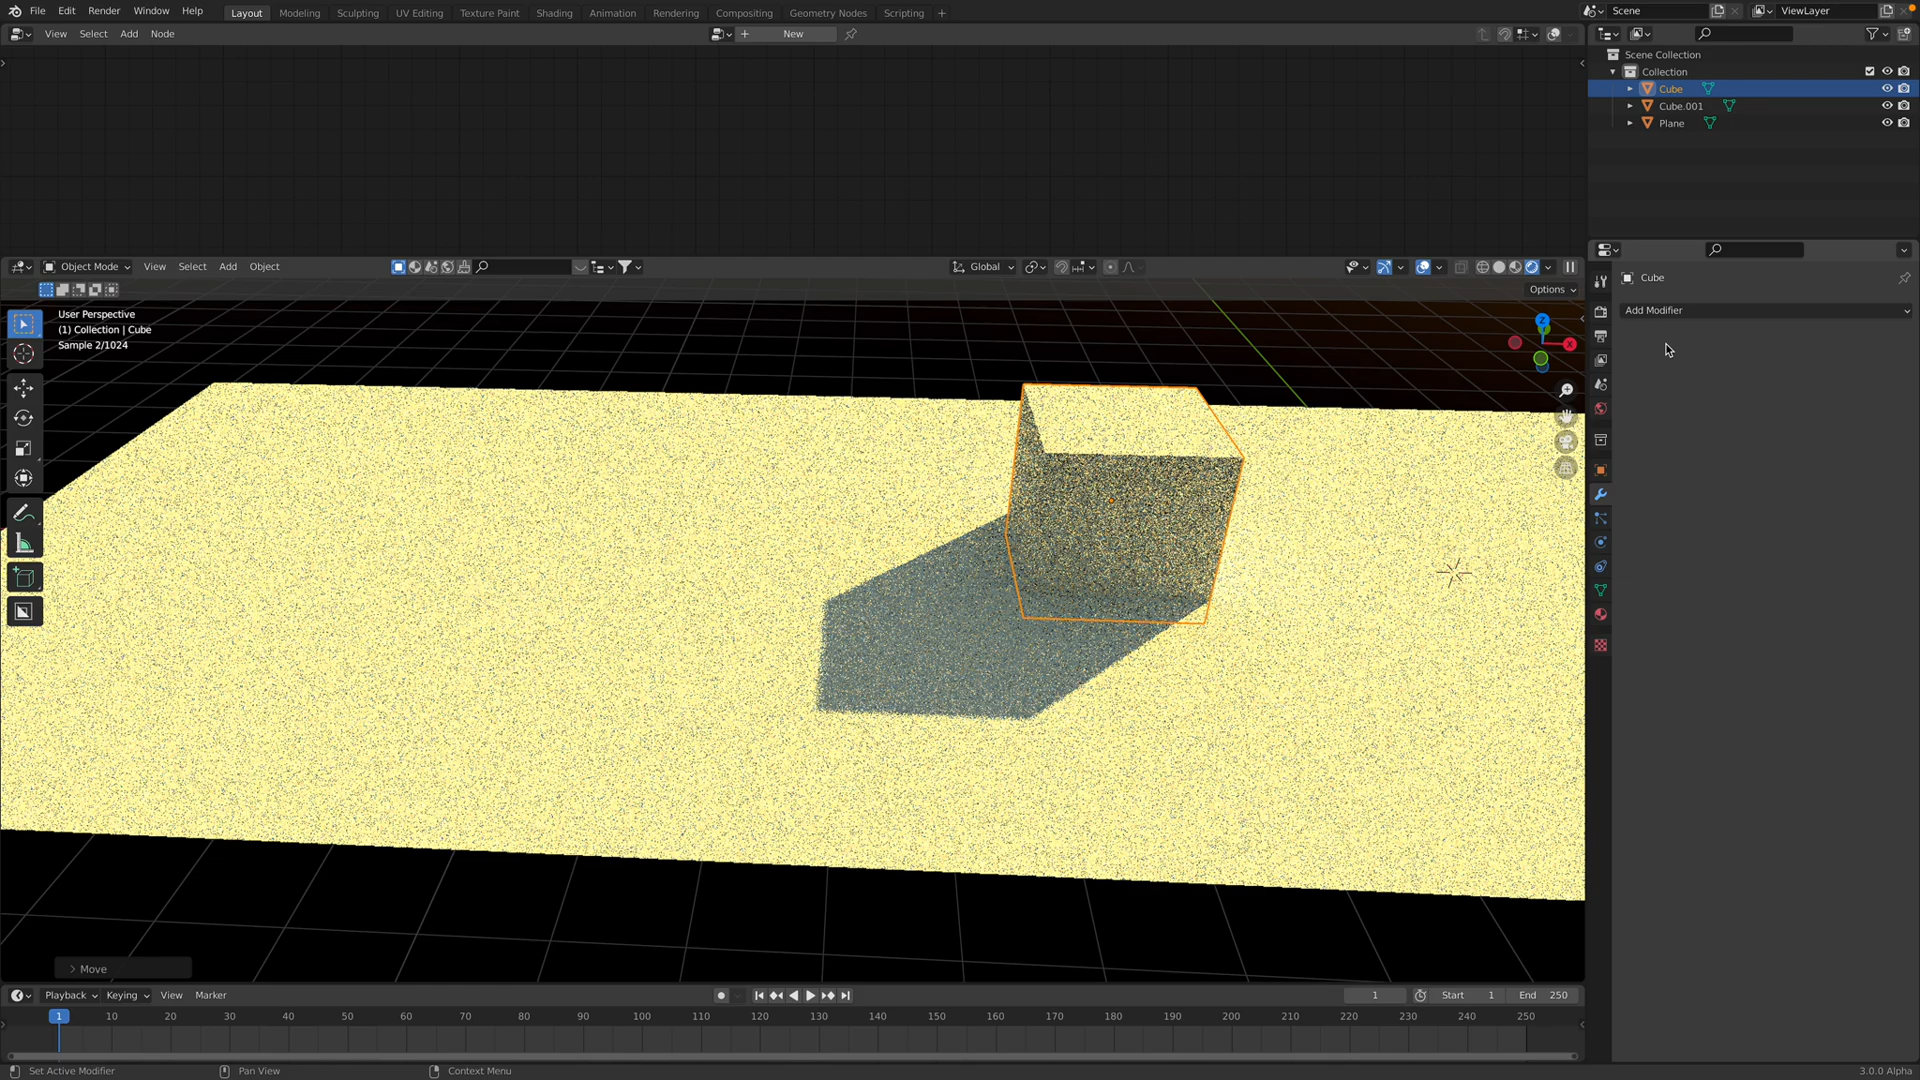 File Edit Render Window Help Layout Modeling Sculpting UV Editing Texture Paint Shading Animation Rendering Compositing Geometry Nodes Scripting + Scene ViewLayer
View Select Add Node New
Scene Collection
Collection
Cube
Cube.001
Plane
Object Mode View Select Add Object Global
Options
Cube
Add Modifier
User Perspective
(1) Collection | Cube
Sample 2/1024
Z
X
Move
Playback Keying View Marker 1 Start 1 End 250
1 10 20 30 40 50 60 70 80 90 100 110 120 130 140 150 160 170 180 190 200 210 220 230 240 250
Set Active Modifier Pan View Context Menu 3.0.0 Alpha